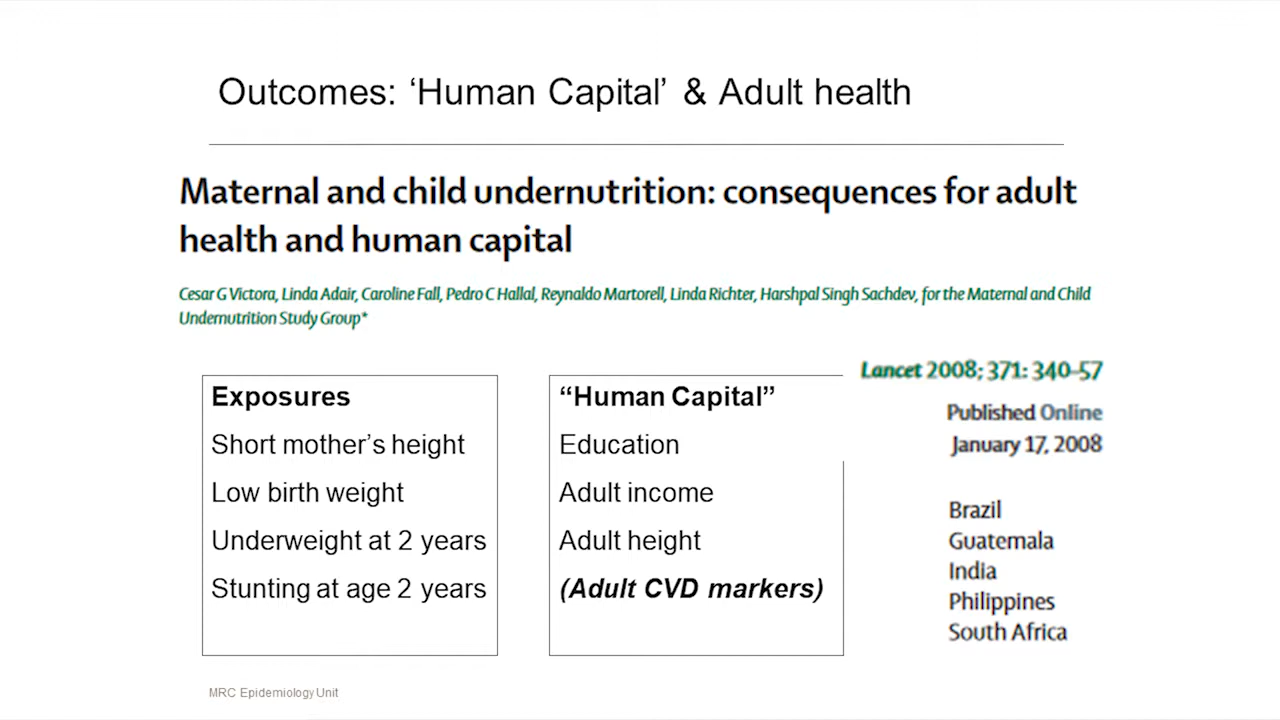 Outcomes: ‘Human Capital’ & Adult health
Maternal and child undernutrition: consequences for adult
health and human capital
Cesar G Victora, Linda Adair, Caroline Fall, Pedro C Hallal, Reynaldo Martorell, Linda Richter, Harshpal Singh Sachdev, for the Maternal and Child
Undernutrition Study Group*
Exposures
Short mother’s height
Low birth weight
Underweight at 2 years
Stunting at age 2 years
“Human Capital”
Education
Adult income
Adult height
(Adult CVD markers)
Lancet 2008; 371: 340–57
Published Online
January 17, 2008
Brazil
Guatemala
India
Philippines
South Africa
MRC Epidemiology Unit